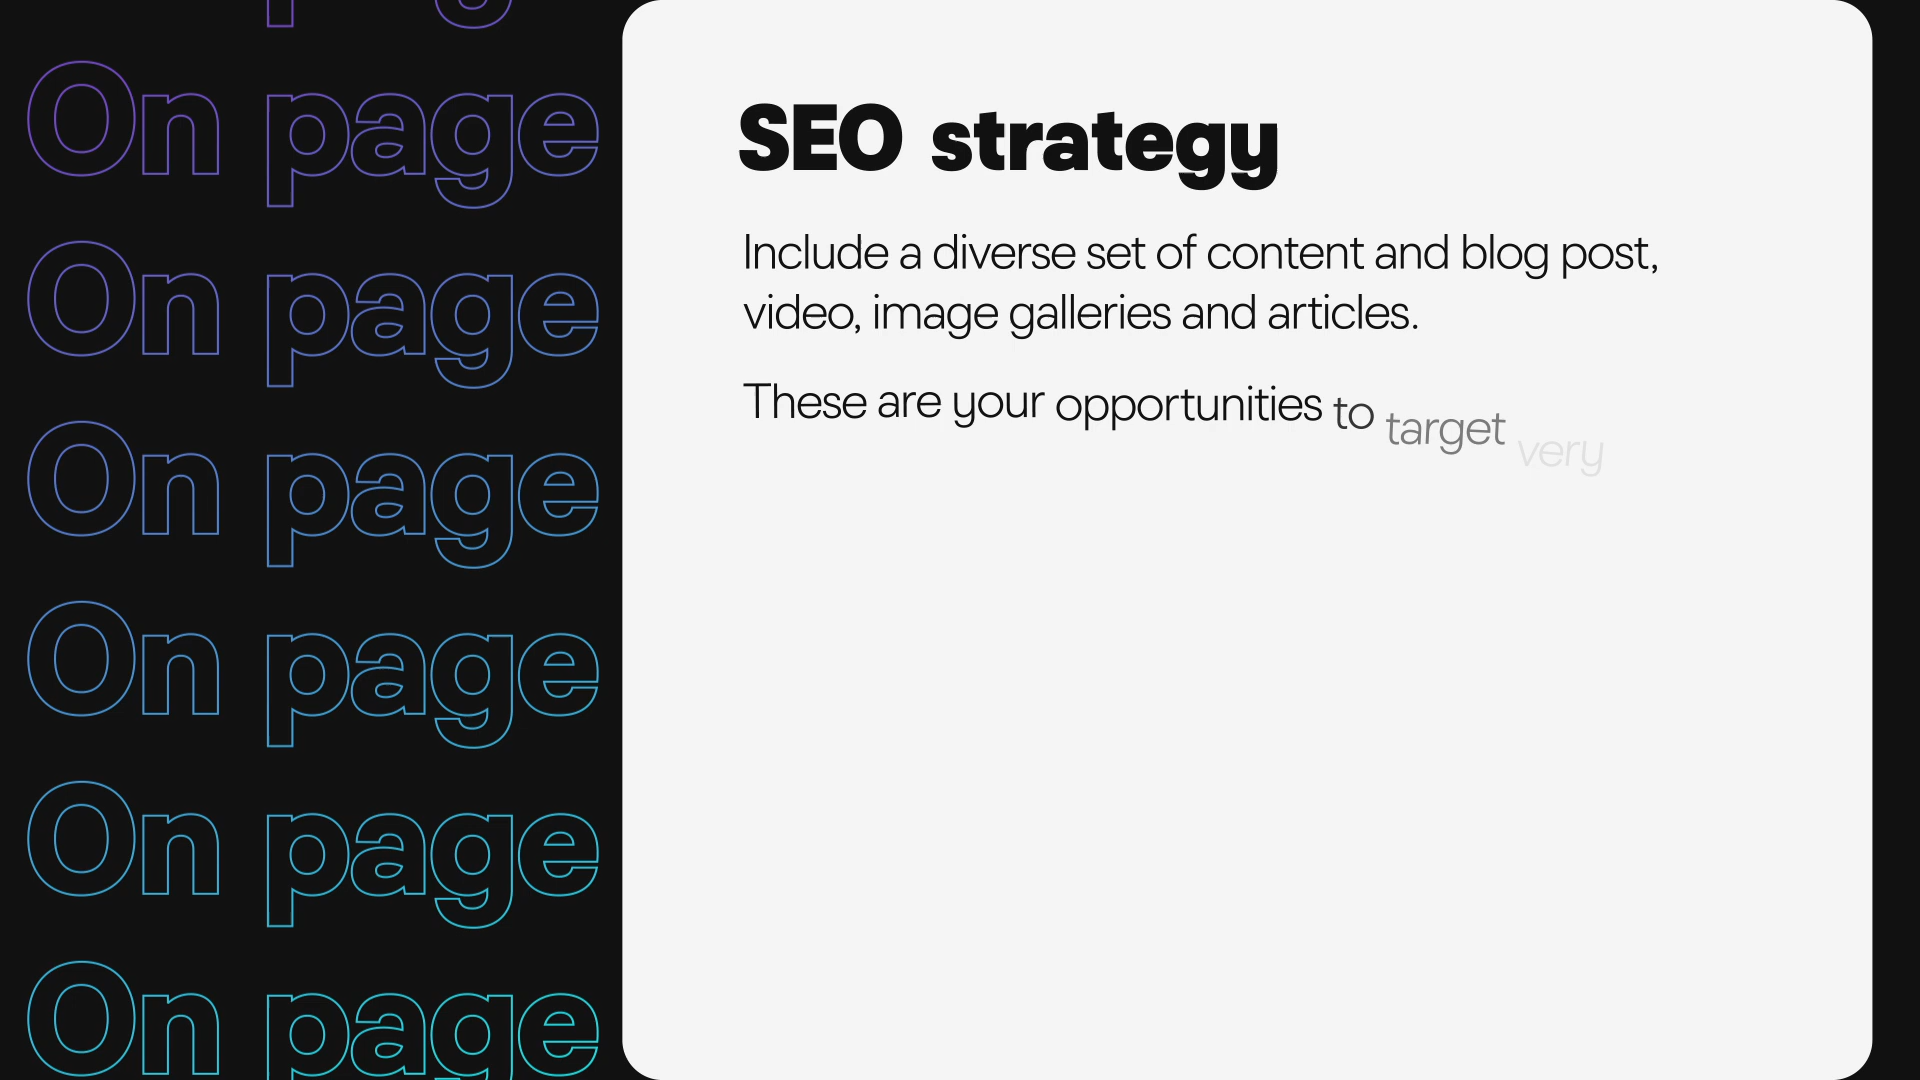 On page
On page
On page
On page
On page
On page
SEO strategy
Include a diverse set of content and blog post,
video, image galleries and articles.
These are your opportunities to target very